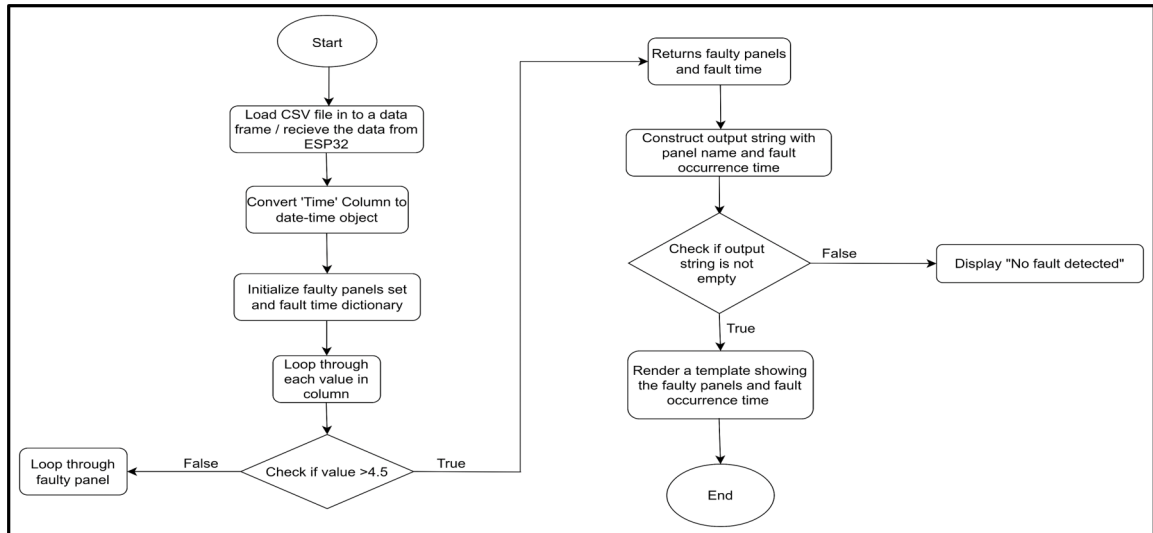 Start
Load CSV file in to a data
frame / recieve the data from
ESP32
Convert 'Time' Column to
date-time object
Initialize faulty panels set
and fault time dictionary
Loop through
each value in
column
Check if value >4.5
False
Loop through
faulty panel
True
Returns faulty panels
and fault time
Construct output string with
panel name and fault
occurrence time
Check if output
string is not
empty
False
Display "No fault detected"
True
Render a template showing
the faulty panels and fault
occurrence time
End